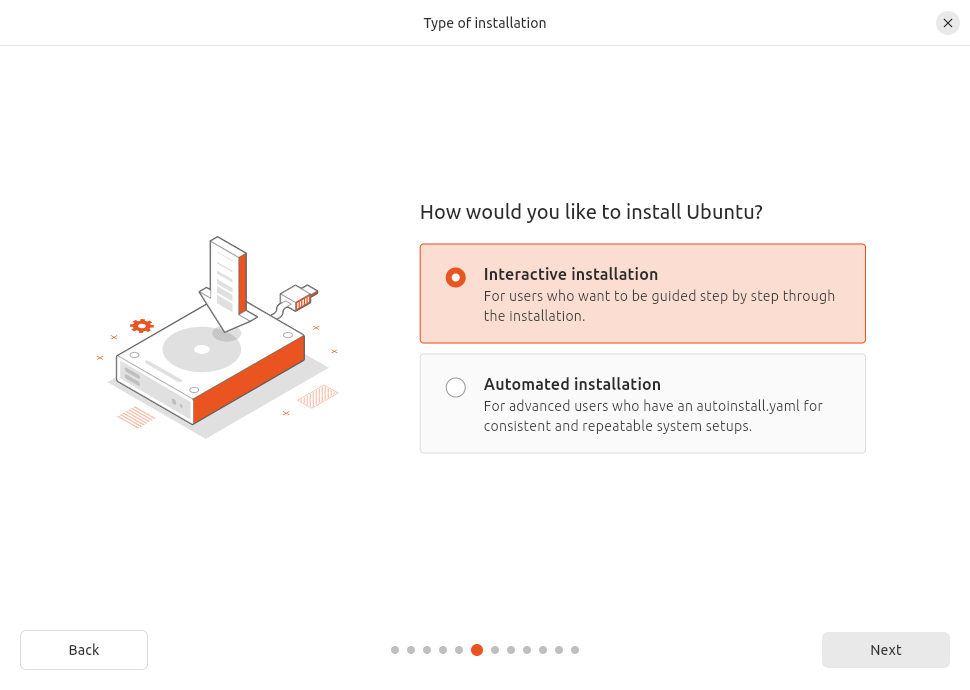 Type of installation
How would you like to install Ubuntu?
Interactive installation
For users who want to be guided step by step through
the installation.
Automated installation
For advanced users who have an autoinstall.yaml for
consistent and repeatable system setups.
Back
Next